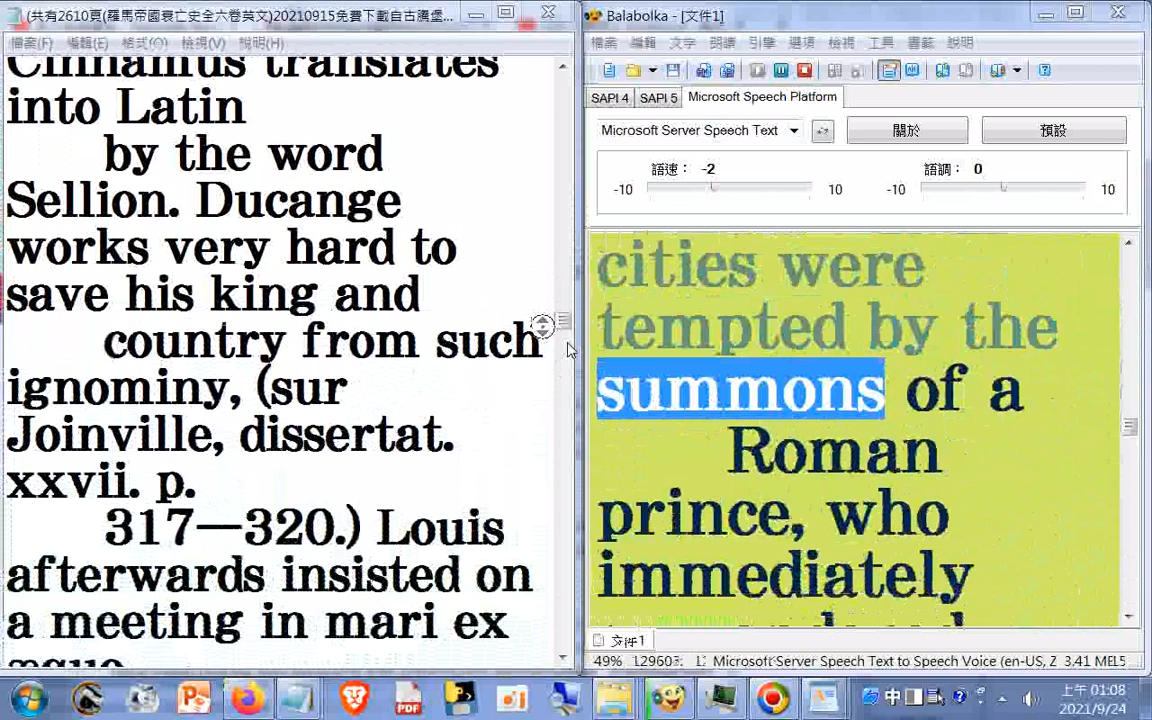 (共有2610頁(羅馬帝國衰亡史全六卷英文)20210915免費下載自古騰堡...
檔案(F) 編輯(E) 格式(O) 檢視(V) 說明(H)
Cinnamus translates
into Latin
by the word
Sellion. Ducange
works very hard to
save his king and
country from such
ignominy, (sur
Joinville, dissertat.
xxvii. p.
317—320.) Louis
afterwards insisted on
a meeting in mari ex
æquo,
Balabolka - [文件1]
檔案 編輯 文字 朗讀 引擎 選項 檢視 工具 書籤 說明
SAPI 4 SAPI 5 Microsoft Speech Platform
Microsoft Server Speech Text 關於 預設
語速： -2 語調： 0
-10 10 -10 10
cities were
tempted by the
summons of a
Roman
prince, who
immediately
文件1
49% Microsoft Server Speech Text to Speech Voice (en-US, Z 3,41 MEL5
中
上午 01:08
2021/9/24